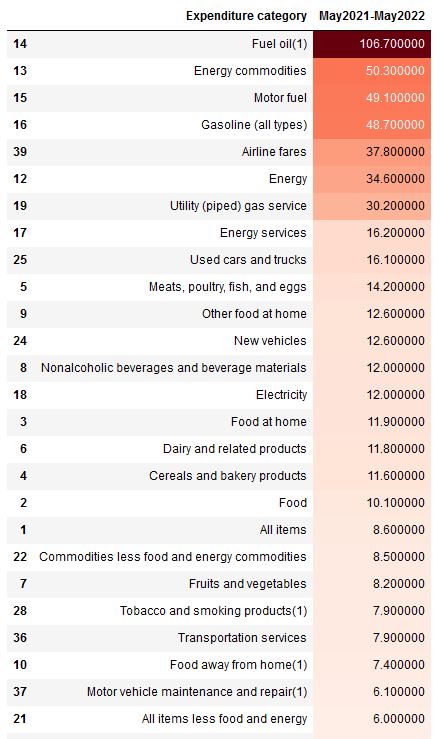 Expenditure category May2021-May2022
14 Fuel oil(1) 106.700000
13 Energy commodities 50.300000
15 Motor fuel 49.100000
16 Gasoline (all types) 48.700000
39 Airline fares 37.800000
12 Energy 34.600000
19 Utility (piped) gas service 30.200000
17 Energy services 16.200000
25 Used cars and trucks 16.100000
5 Meats, poultry, fish, and eggs 14.200000
9 Other food at home 12.600000
24 New vehicles 12.600000
8 Nonalcoholic beverages and beverage materials 12.000000
18 Electricity 12.000000
3 Food at home 11.900000
6 Dairy and related products 11.800000
4 Cereals and bakery products 11.600000
2 Food 10.100000
1 All items 8.600000
22 Commodities less food and energy commodities 8.500000
7 Fruits and vegetables 8.200000
28 Tobacco and smoking products(1) 7.900000
36 Transportation services 7.900000
10 Food away from home(1) 7.400000
37 Motor vehicle maintenance and repair(1) 6.100000
21 All items less food and energy 6.000000